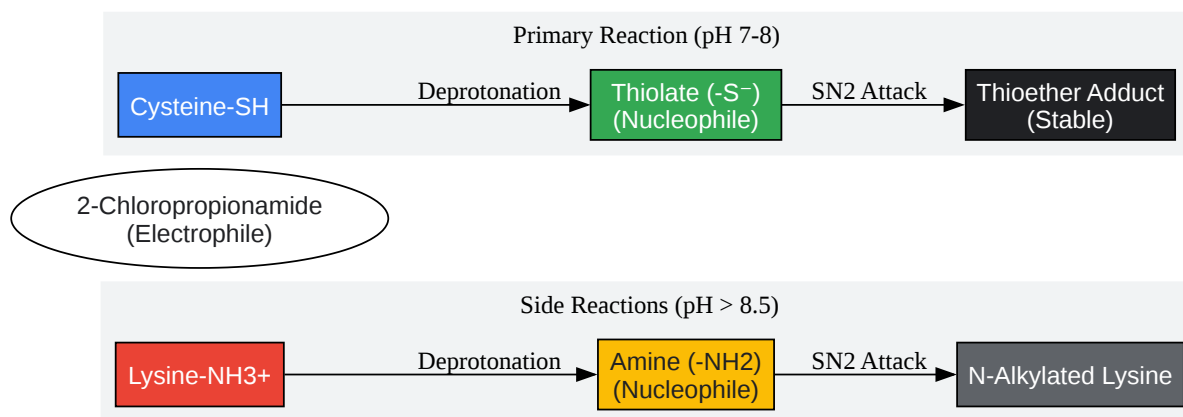 Primary Reaction (pH 7-8)
Cysteine-SH
Deprotonation
Thiolate (-S⁻)
(Nucleophile)
SN2 Attack
Thioether Adduct
(Stable)
2-Chloropropionamide
(Electrophile)
Side Reactions (pH > 8.5)
Lysine-NH3+
Deprotonation
Amine (-NH2)
(Nucleophile)
SN2 Attack
N-Alkylated Lysine